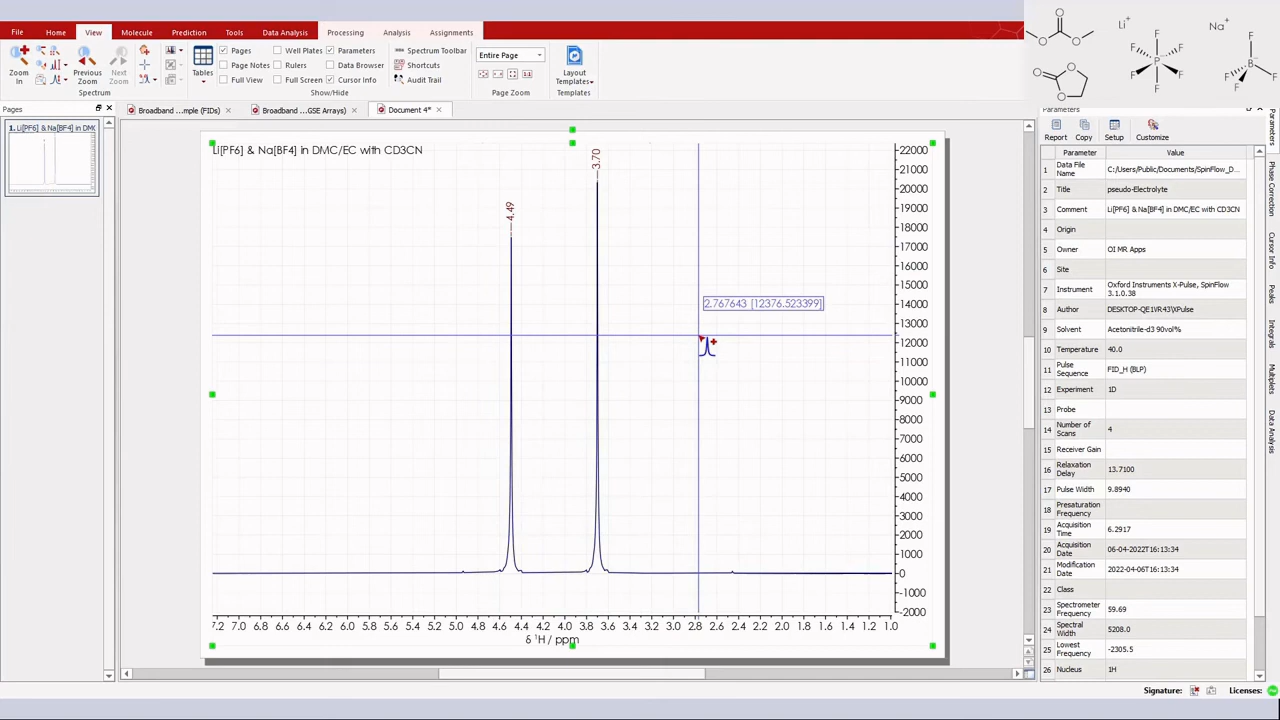 File Home View Molecule Prediction Tools Data Analysis Processing Analysis Assignments
Zoom In
Previous Zoom
Next Zoom
Spectrum
Tables
Pages
Page Notes
Full View
Well Plates
Rulers
Full Screen
Parameters
Data Browser
Cursor Info
Show/Hide
Spectrum Toolbar
Shortcuts
Audit Trail
Entire Page
Page Zoom
Layout Templates
Templates
O
O
O
O
O
O
Li+
F
F
F
P
F
F
F
Na+
F
B
F
F
F
Pages
Broadband ...mple (FIDs)
Broadband ...GSE Arrays)
Document 4*
1. Li[PF6] & Na[BF4] in DMC
Li[PF6] & Na[BF4] in DMC/EC with CD3CN
4.49
3.70
2.767643 [12376.523399]
22000
21000
20000
19000
18000
17000
16000
15000
14000
13000
12000
11000
10000
9000
8000
7000
6000
5000
4000
3000
2000
1000
0
-1000
-2000
7.2 7.0 6.8 6.6 6.4 6.2 6.0 5.8 5.6 5.4 5.2 5.0 4.8 4.6 4.4 4.2 4.0 3.8 3.6 3.4 3.2 3.0 2.8 2.6 2.4 2.2 2.0 1.8 1.6 1.4 1.2 1.0
δ 1H / ppm
Parameters
Report Copy Setup Customize
Parameter Value
1 Data File Name C:/Users/Public/Documents/SpinFlow_D...
2 Title pseudo-Electrolyte
3 Comment Li[PF6] & Na[BF4] in DMC/EC with CD3CN
4 Origin
5 Owner OI MR Apps
6 Site
7 Instrument Oxford Instruments X-Pulse, SpinFlow 3.1.0.38
8 Author DESKTOP-QE1VR43\XPulse
9 Solvent Acetonitrile-d3 90vol%
10 Temperature 40.0
11 Pulse Sequence FID_H (BLP)
12 Experiment 1D
13 Probe
14 Number of Scans 4
15 Receiver Gain
16 Relaxation Delay 13.7100
17 Pulse Width 9.8940
18 Presaturation Frequency
19 Acquisition Time 6.2917
20 Acquisition Date 06-04-2022T16:13:34
21 Modification Date 2022-04-06T16:13:34
22 Class
23 Spectrometer Frequency 59.69
24 Spectral Width 5208.0
25 Lowest Frequency -2305.5
26 Nucleus 1H
Parameters
Phase Correction
Cursor Info
Peaks
Integrals
Multiplets
Data Analysis
Signature:
Licenses: